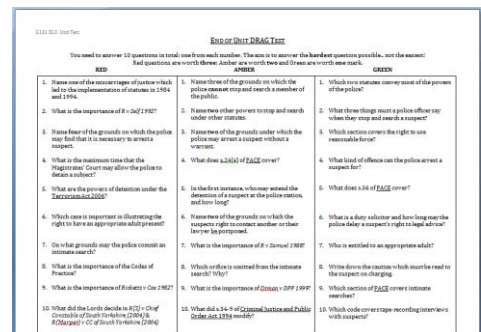 G151 ELS Unit Test
END OF UNIT DRAG TEST
You need to answer 10 questions in total: one from each number. The aim is to answer the hardest question possible.. not the easiest!
Red questions are worth three; Amber are worth two and Green are worth one mark.
RED AMBER GREEN
1. Name one of the miscarriages of justice which
led to the implementation of statutes in 1984
and 1994.
1. Name three of the grounds on which the
police cannot stop and search a member of
the public.
1. Which two statutes convey most of the powers
of the police?
2. What is the importance of R v Self 1992?
2. Name two other powers to stop and search
under other statutes.
2. What three things must a police officer say
when they stop and search a suspect?
3. Name four of the grounds on which the police
may find that it is necessary to arrest a
suspect.
3. Name two of the grounds under which the
police may arrest a suspect without a
warrant.
3. Which section covers the right to use
reasonable force?
4. What is the maximum time that the
Magistrates' Court may allow the police to
detain a subject?
4. What does s.24(a) of PACE cover?
4. What kind of offence can the police arrest a
suspect for?
5. What are the powers of detention under the
Terrorism Act 2006?
5. In the first instance, who may extend the
detention of a suspect at the police station,
and how long?
5. What does s.56 of PACE cover?
6. Which case is important in illustrating the
right to have an appropriate adult present?
6. Name two of the grounds on which the
suspects right to contact another or their
lawyer be postponed.
6. What is a duty solicitor and how long may the
police delay a suspect's right to legal advice?
7. On what grounds may the police commit an
intimate search?
7. What is the importance of R v Samuel 1988?
7. Who is entitled to an appropriate adult?
8. What is the importance of the Codes of
Practice?
8. Which orifice is omitted from the intimate
search? Why?
8. Write down the caution which must be read to
the suspect on charging.
9. What is the importance of Ricketts v Cox 1982?
9. What is the importance of Osman v DPP 1999?
9. Which section of PACE covers intimate
searches?
10. What did the Lords decide in R(S) v Chief
Constable of South Yorkshire (2004) &
R(Marper) v CC of South Yorkshire (2004)
10. What did s.34-9 of Criminal Justice and Public
Order Act 1994 modify?
10. Which code covers tape-recording interviews
with suspects?